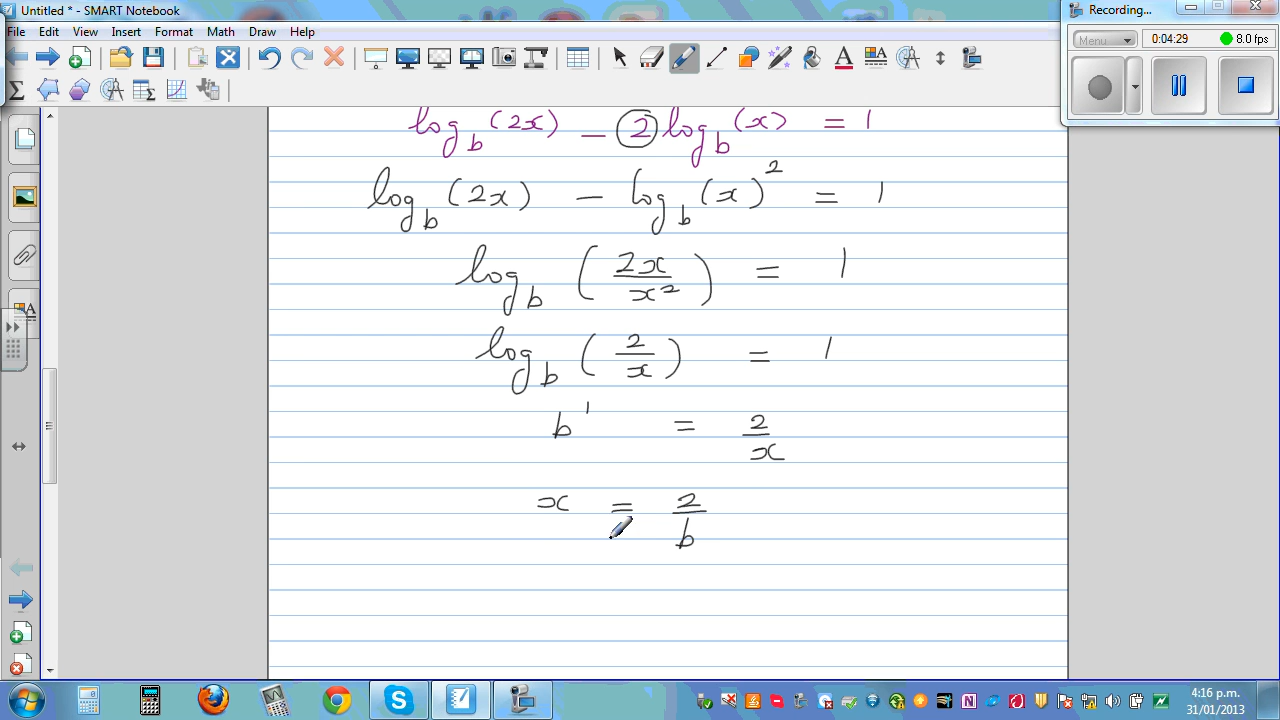 Untitled * - SMART Notebook
Recording...
File Edit View Insert Format Math Draw Help
Menu
0:04:29
8.0 fps
log_b (2x) - 2 log_b (x) = 1
log_b (2x) - log_b (x)^2 = 1
log_b (2x/x^2) = 1
log_b (2/x) = 1
b^1 = 2/x
x = 2/b
4:16 p.m.
31/01/2013